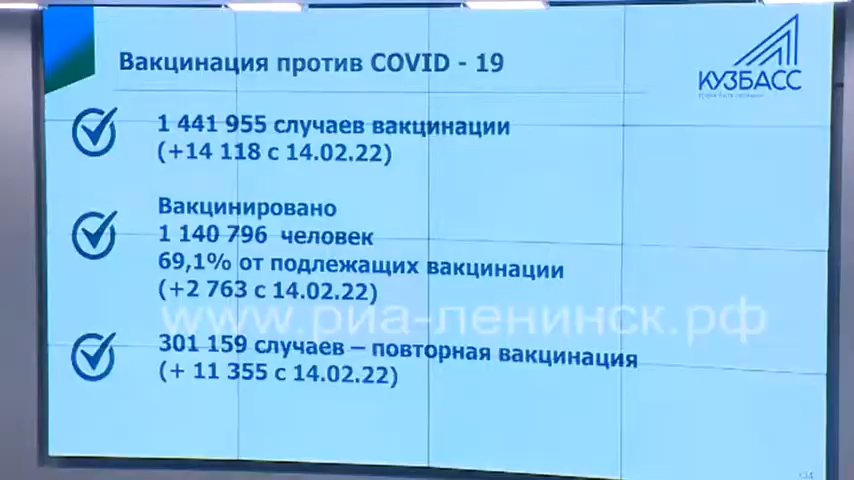 Вакцинация против COVID - 19
КУЗБАСС
1 441 955 случаев вакцинации
(+14 118 с 14.02.22)
Вакцинировано
1 140 796 человек
69,1% от подлежащих вакцинации
(+2 763 с 14.02.22)
www.риа-ленинск.рф
301 159 случаев – повторная вакцинация
(+ 11 355 с 14.02.22)